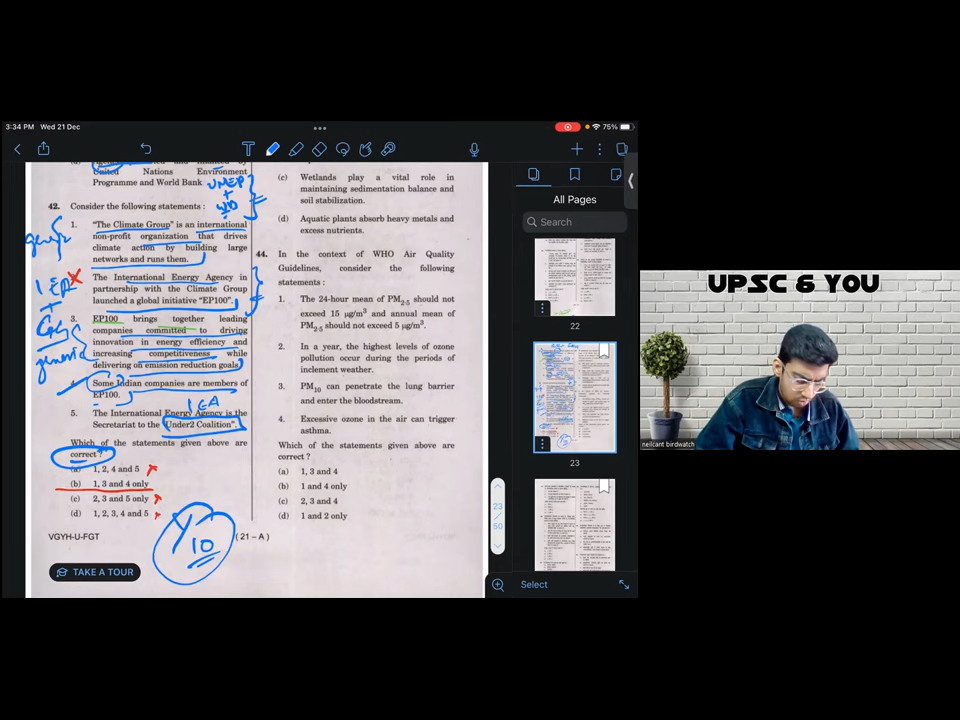 3:34 PM Wed 21 Dec
75%
United Nations Environment
Programme and World Bank
UNEP
+
42. Consider the following statements :
1. "The Climate Group" is an international
non-profit organization that drives
climate action by building large
networks and runs them.
The International Energy Agency in
partnership with the Climate Group
launched a global initiative "EP100".
3. EP100 brings together leading
companies committed to driving
innovation in energy efficiency and
increasing competitiveness while
delivering on emission reduction goals.
Some Indian companies are members of
EP100.
IEA
5. The International Energy Agency is the
Secretariat to the "Under2 Coalition".
Which of the statements given above are
correct ?
(a) 1, 2, 4 and 5
(b) 1, 3 and 4 only
(c) 2, 3 and 5 only
(d) 1, 2, 3, 4 and 5
VGYH-U-FGT
( 21 – A )
10
generic
(c) Wetlands play a vital role in
maintaining sedimentation balance and
soil stabilization.
(d) Aquatic plants absorb heavy metals and
excess nutrients.
44. In the context of WHO Air Quality
Guidelines, consider the following
statements :
1. The 24-hour mean of PM2.5 should not
exceed 15 μg/m³ and annual mean of
PM2.5 should not exceed 5 μg/m³.
2. In a year, the highest levels of ozone
pollution occur during the periods of
inclement weather.
3. PM10 can penetrate the lung barrier
and enter the bloodstream.
4. Excessive ozone in the air can trigger
asthma.
Which of the statements given above are
correct ?
(a) 1, 3 and 4
(b) 1 and 4 only
(c) 2, 3 and 4
(d) 1 and 2 only
TAKE A TOUR
23
/
50
Select
All Pages
Search
22
23
UPSC & YOU
neilcant birdwatch